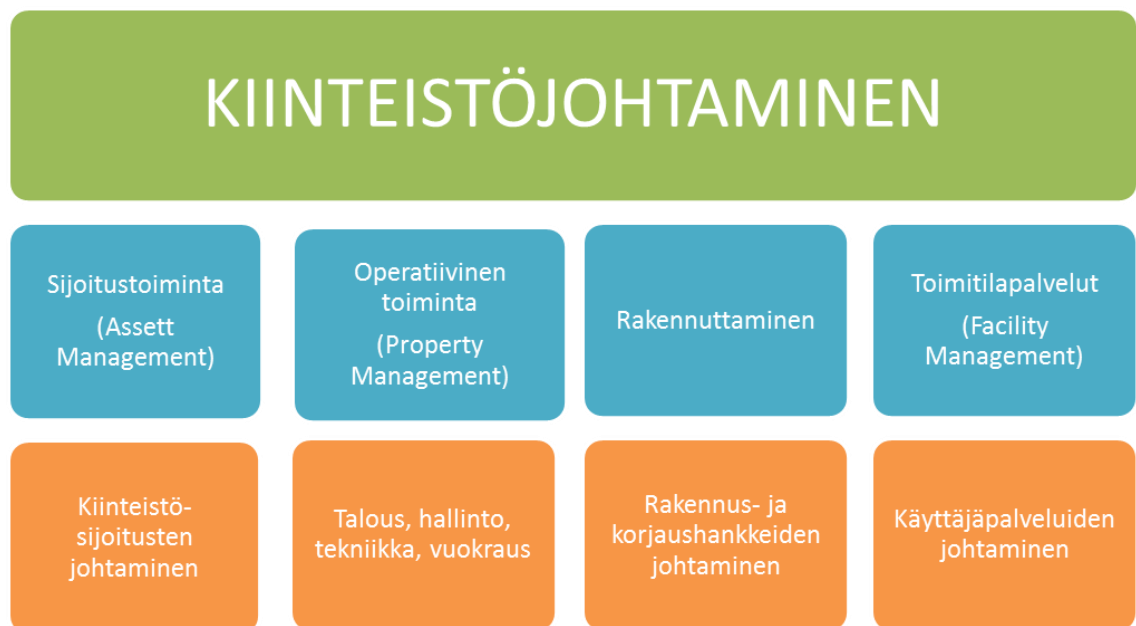 KIINTEISTÖJOHTAMINEN
Sijoitustoiminta
(Assett
Management)
Operatiivinen
toiminta
(Property
Management)
Rakennuttaminen
Toimitilapalvelut
(Facility
Management)
Kiinteistö-
sijoitusten
johtaminen
Talous, hallinto,
tekniikka, vuokraus
Rakennus- ja
korjaushankkeiden
johtaminen
Käyttäjäpalveluiden
johtaminen